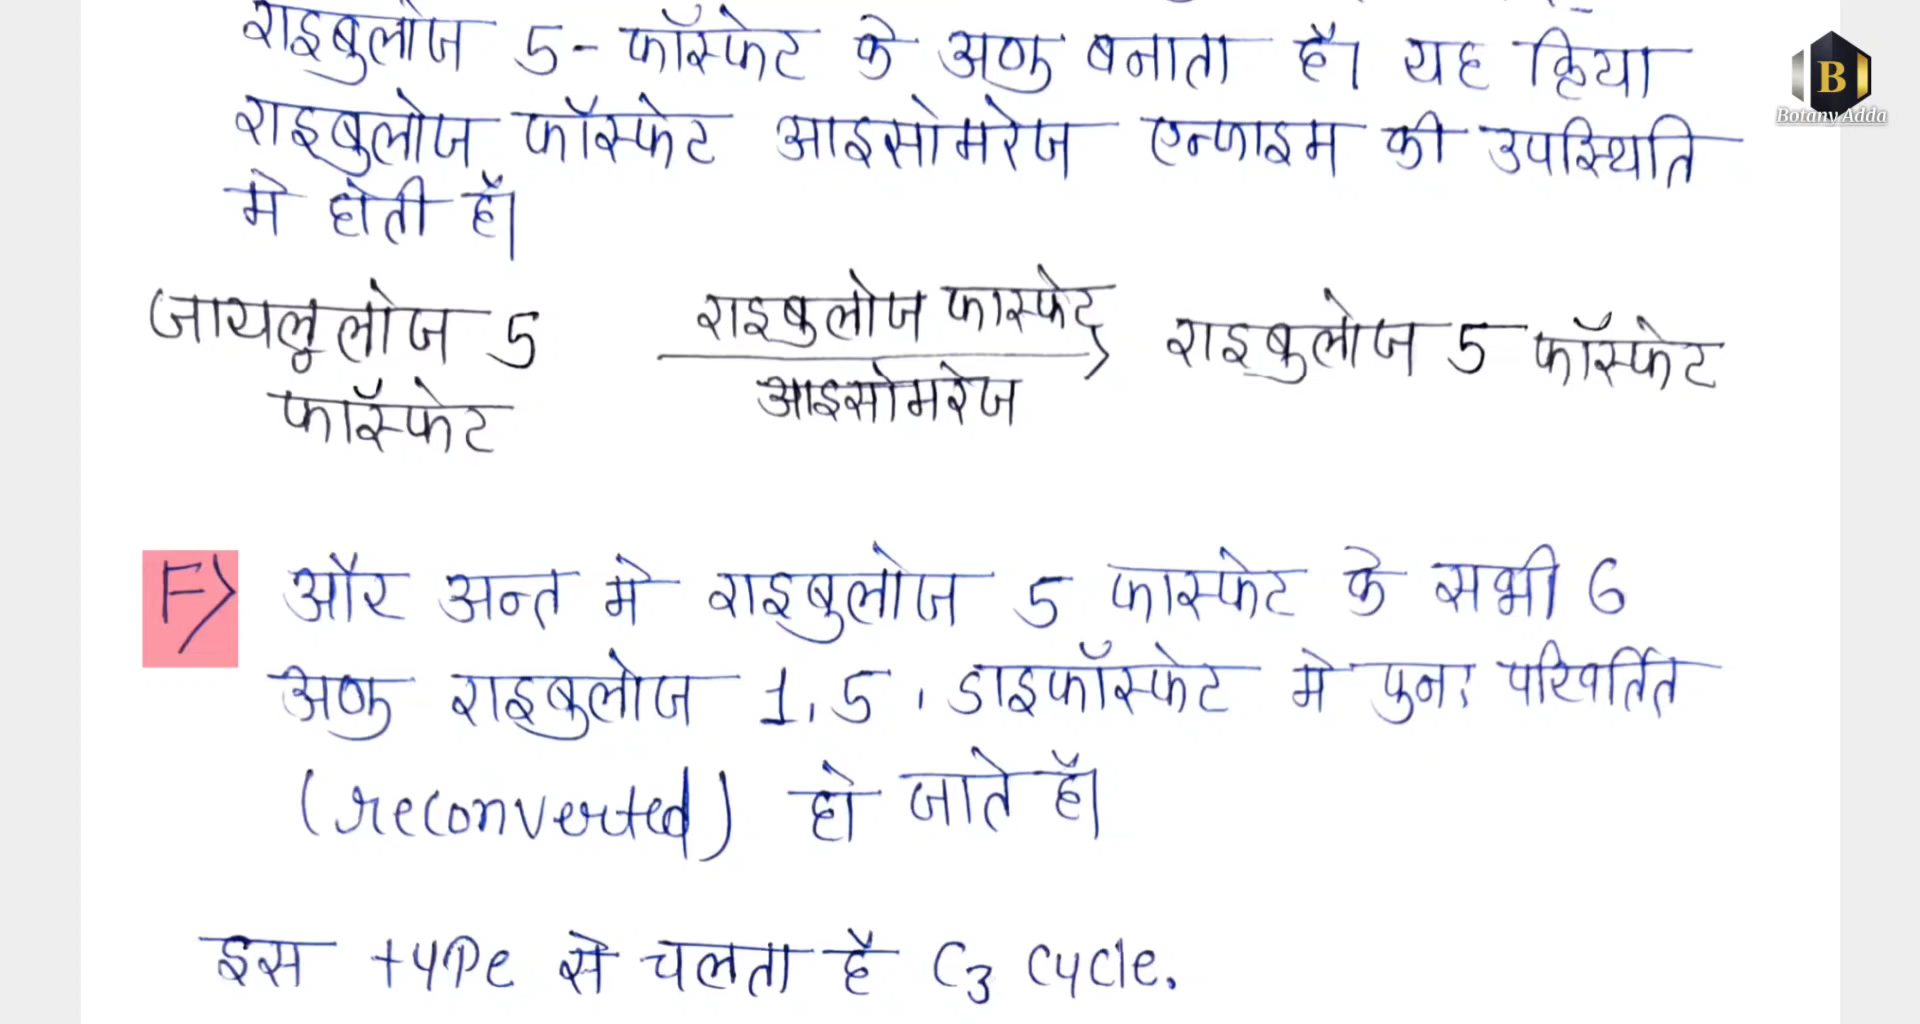 राइबुलोज 5- फॉस्फेट के अणु बनाता है। यह क्रिया
राइबुलोज फॉस्फेट आइसोमरेज एन्जाइम की उपस्थिति
मे होती है।
जायलुलोज 5 फॉस्फेट
राइबुलोज फास्फेट
आइसोमरेज
राइबुलोज 5 फॉस्फेट
F) और अन्त मे राइबुलोज 5 फास्फेट के सभी 6
अणु राइबुलोज 1,5, डाइफॉस्फेट मे पुनः परिवर्तित
(reconverted) हो जाते है।
इस type से चलता है C3 cycle.
B
Botany Adda